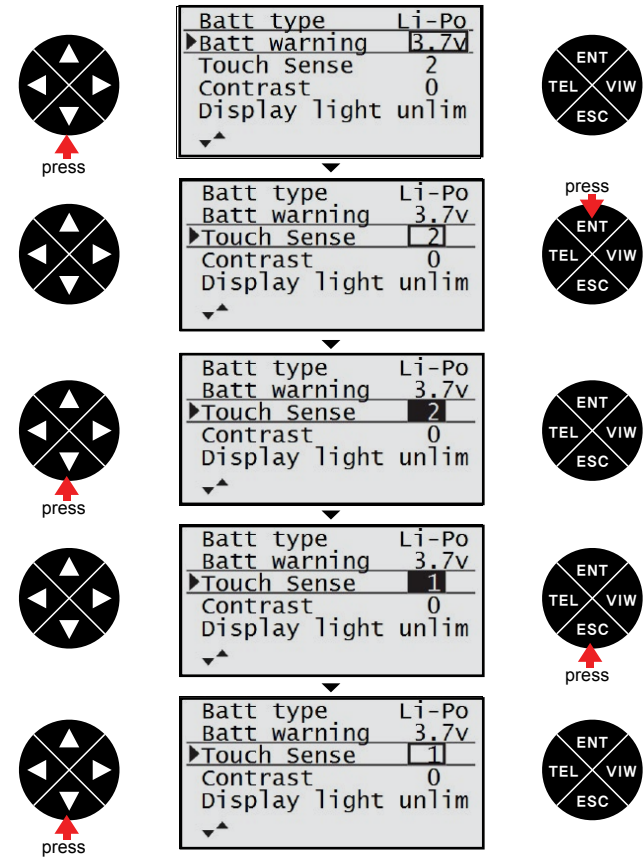 Batt type Li-Po
Batt warning 3.7v
Touch Sense 2
Contrast 0
Display light unlim
ENT
TEL VIW
ESC
press
Batt type Li-Po
Batt warning 3.7v
Touch Sense 2
Contrast 0
Display light unlim
press
ENT
TEL VIW
ESC
Batt type Li-Po
Batt warning 3.7v
Touch Sense 2
Contrast 0
Display light unlim
ENT
TEL VIW
ESC
press
Batt type Li-Po
Batt warning 3.7v
Touch Sense 1
Contrast 0
Display light unlim
ENT
TEL VIW
ESC
press
Batt type Li-Po
Batt warning 3.7v
Touch Sense 1
Contrast 0
Display light unlim
ENT
TEL VIW
ESC
press